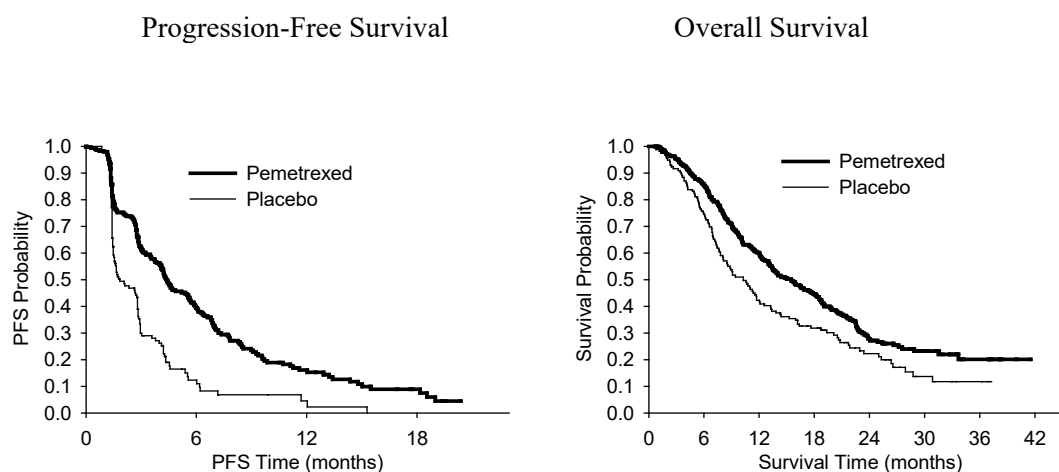 Progression-Free Survival
Overall Survival
1.0
0.9
0.8
0.7
0.6
0.5
0.4
0.3
0.2
0.1
0.0
PFS Probability
Pemetrexed
Placebo
0 6 12 18
PFS Time (months)
1.0
0.9
0.8
0.7
0.6
0.5
0.4
0.3
0.2
0.1
0.0
Survival Probability
Pemetrexed
Placebo
0 6 12 18 24 30 36 42
Survival Time (months)